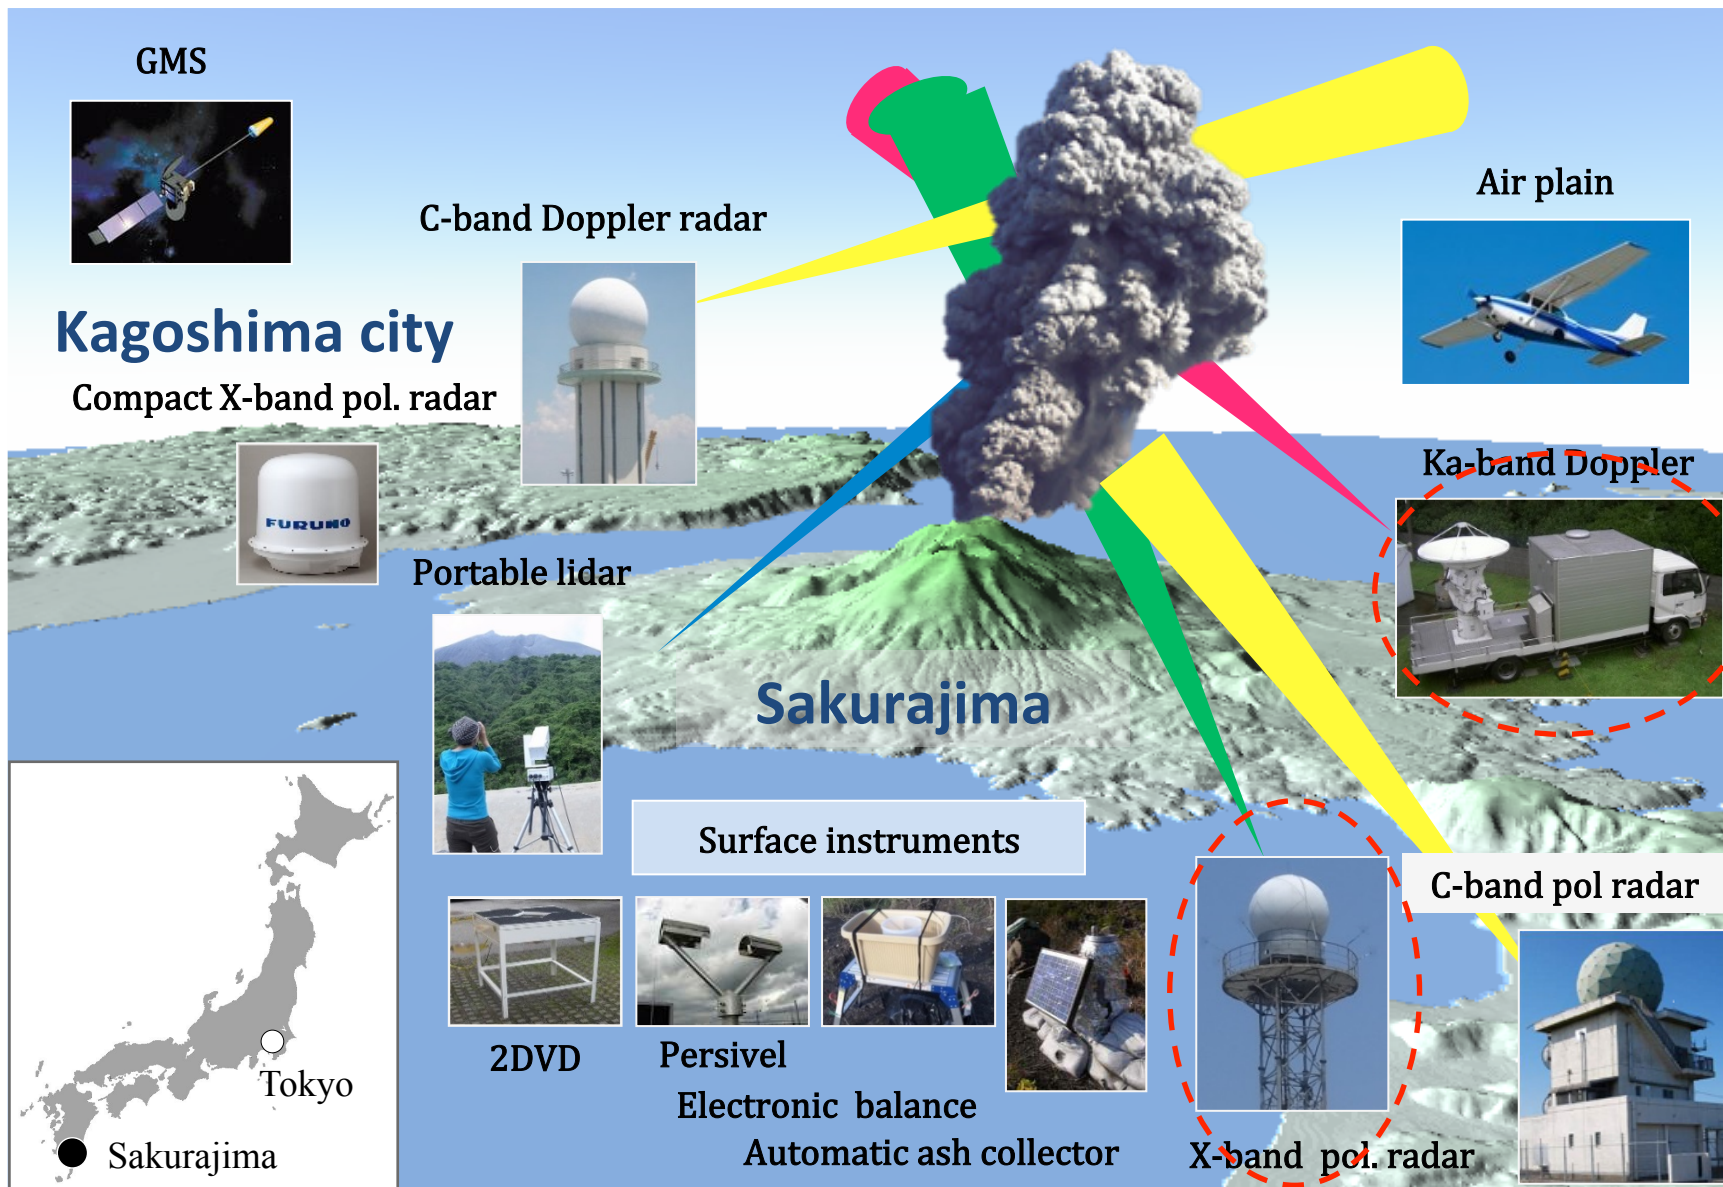 GMS
Air plain
C-band Doppler radar
Kagoshima city
Compact X-band pol. radar
FURUNO
Ka-band Doppler
Portable lidar
Sakurajima
Surface instruments
C-band pol radar
2DVD
Persivel
Electronic balance
Automatic ash collector
X-band pol. radar
Tokyo
Sakurajima